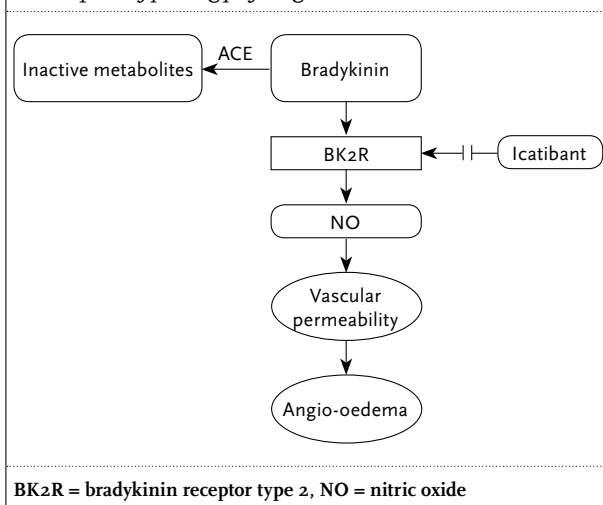 ACE
Inactive metabolites
Bradykinin
BK2R
Icatibant
NO
Vascular
permeability
Angio-oedema
BK2R = bradykinin receptor type 2, NO = nitric oxide